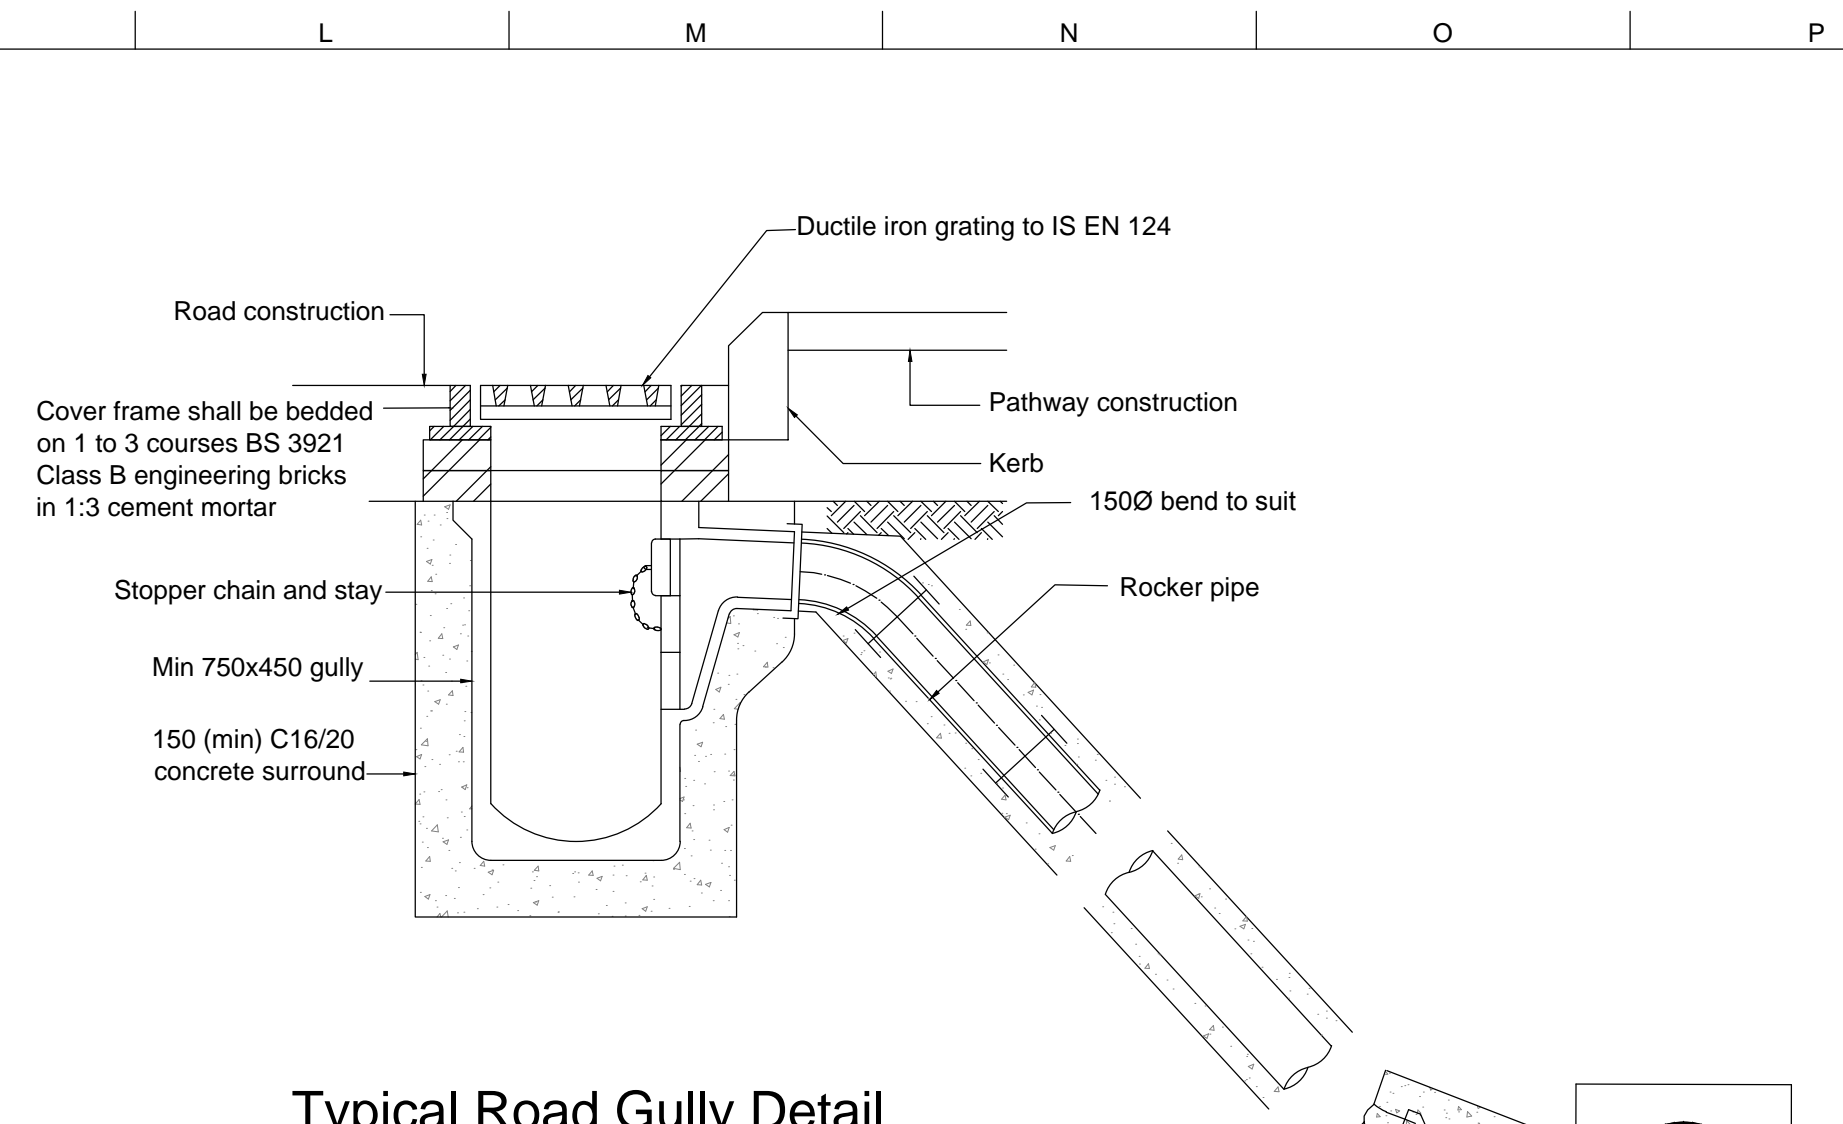 L M N O P
Ductile iron grating to IS EN 124
Road construction
Cover frame shall be bedded
on 1 to 3 courses BS 3921
Class B engineering bricks
in 1:3 cement mortar
Pathway construction
Kerb
150Ø bend to suit
Stopper chain and stay
Rocker pipe
Min 750x450 gully
150 (min) C16/20
concrete surround
Typical Road Gully Detail